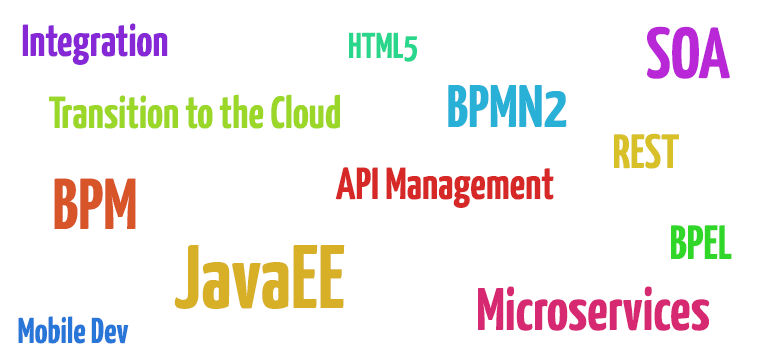 Integration
HTML5
SOA
Transition to the Cloud
BPMN2
REST
BPM
API Management
BPEL
JavaEE
Microservices
Mobile Dev